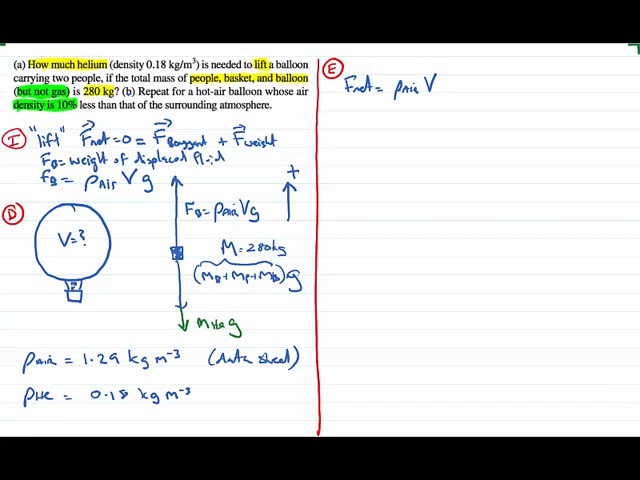 (a) How much helium (density 0.18 kg/m³) is needed to lift a balloon
carrying two people, if the total mass of people, basket, and balloon
(but not gas) is 280 kg? (b) Repeat for a hot-air balloon whose air
density is 10% less than that of the surrounding atmosphere.
I "lift" F⃗net = 0 = F⃗Buoyant + F⃗weight
FB = weight of displaced fluid
FB = ρAir V g
D
V = ?
FB = ρAir V g
+
M = 280 kg
(MB + MP + MB) g
MHe g
ρAir = 1.29 kg m⁻³ (data sheet)
ρHe = 0.18 kg m⁻³
E
Fnet = ρAir V